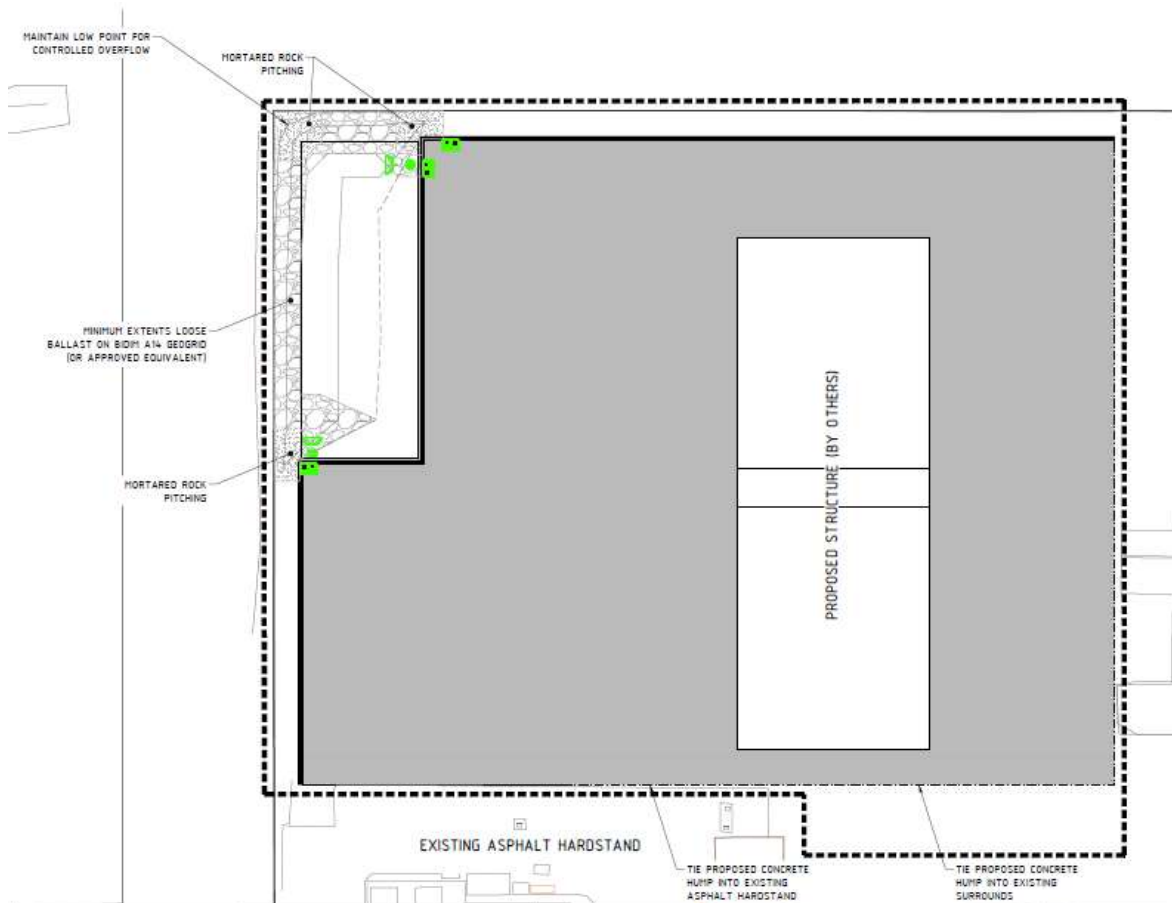 MAINTAIN LOW POINT FOR
CONTROLLED OVERFLOW
MORTARED ROCK
PITCHING
MINIMUM EXTENTS LOOSE
BALLAST ON BIDIM A14 GEOGRID
(OR APPROVED EQUIVALENT)
MORTARED ROCK
PITCHING
PROPOSED STRUCTURE (BY OTHERS)
EXISTING ASPHALT HARDSTAND
TIE PROPOSED CONCRETE
HUMP INTO EXISTING
ASPHALT HARDSTAND
TIE PROPOSED CONCRETE
HUMP INTO EXISTING
SURROUNDS